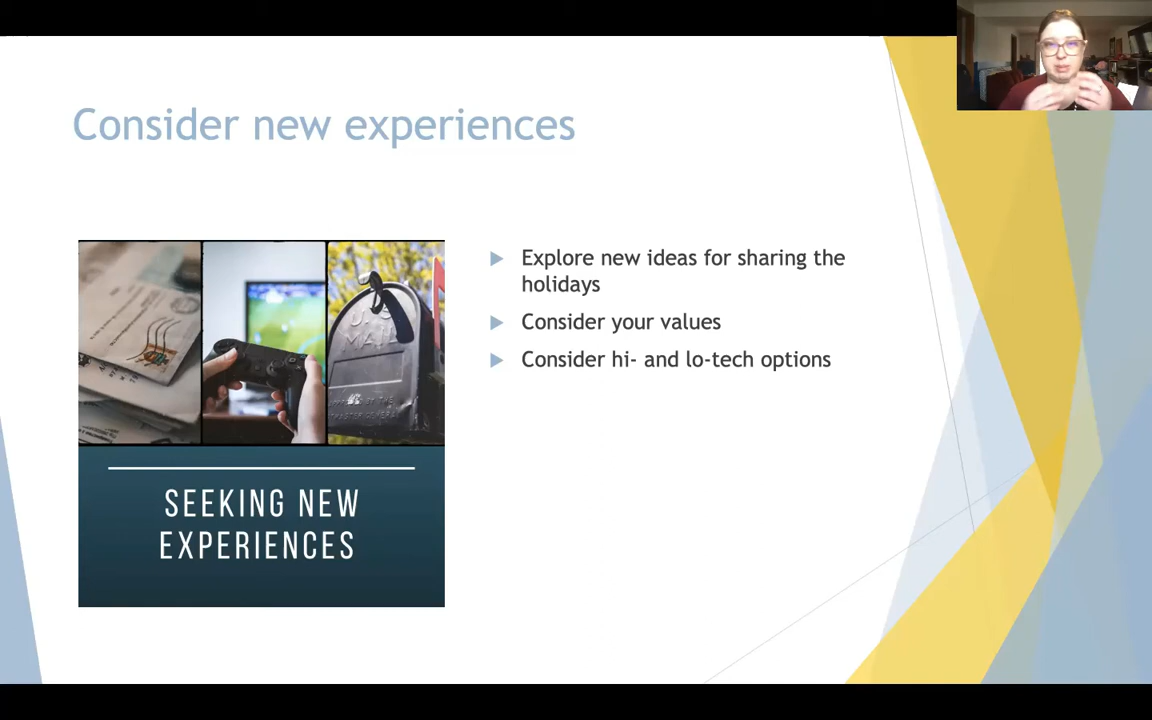 Consider new experiences
Explore new ideas for sharing the
holidays
Consider your values
Consider hi- and lo-tech options
U.S.
MAIL
SEEKING NEW
EXPERIENCES